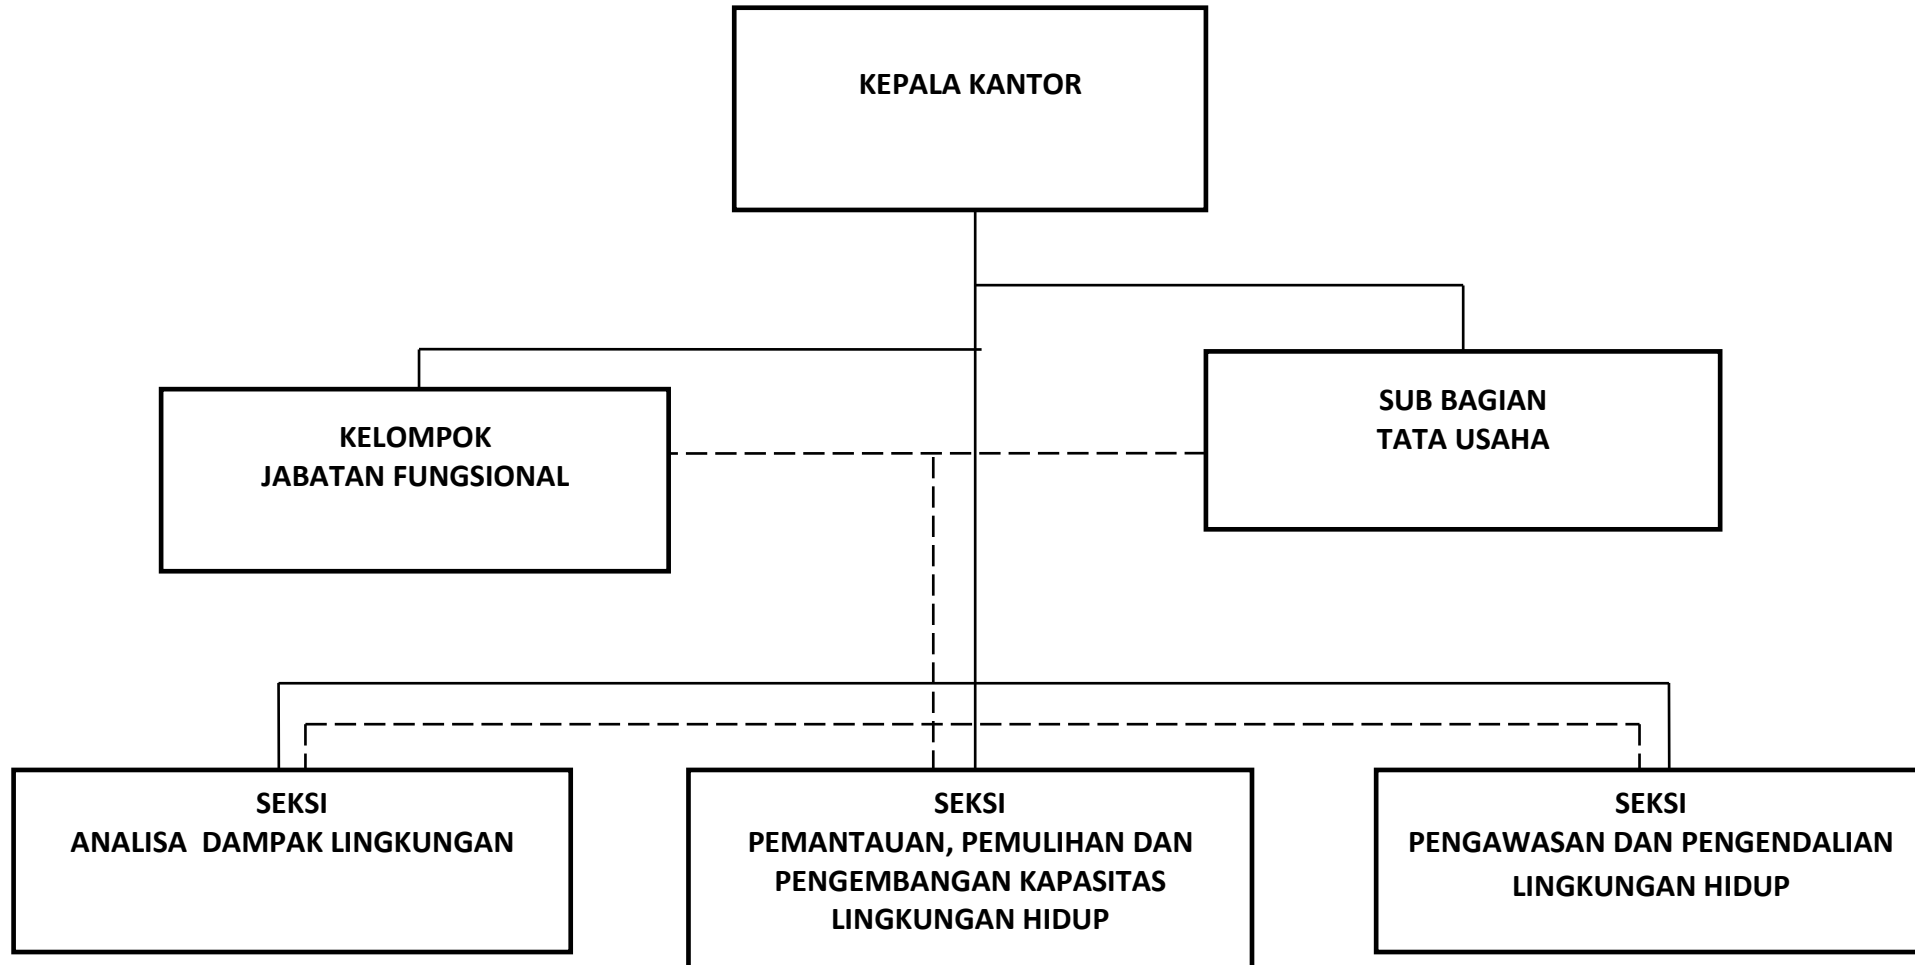 KEPALA KANTOR
SUB BAGIAN
TATA USAHA
KELOMPOK
JABATAN FUNGSIONAL
SEKSI
ANALISA  DAMPAK LINGKUNGAN
SEKSI
PEMANTAUAN, PEMULIHAN DAN
PENGEMBANGAN KAPASITAS
LINGKUNGAN HIDUP
SEKSI
PENGAWASAN DAN PENGENDALIAN
LINGKUNGAN HIDUP